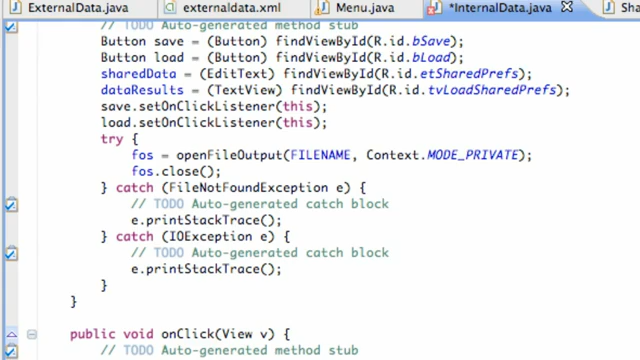 ExternalData.java
externaldata.xml
Menu.java
*InternalData.java
// TODO Auto-generated method stub
Button save = (Button) findViewById(R.id.bSave);
Button load = (Button) findViewById(R.id.bLoad);
sharedData = (EditText) findViewById(R.id.etSharedPrefs);
dataResults = (TextView) findViewById(R.id.tvLoadSharedPrefs);
save.setOnClickListener(this);
load.setOnClickListener(this);
try {
fos = openFileOutput(FILENAME, Context.MODE_PRIVATE);
fos.close();
} catch (FileNotFoundException e) {
// TODO Auto-generated catch block
e.printStackTrace();
} catch (IOException e) {
// TODO Auto-generated catch block
e.printStackTrace();
}
}
public void onClick(View v) {
// TODO Auto-generated method stub